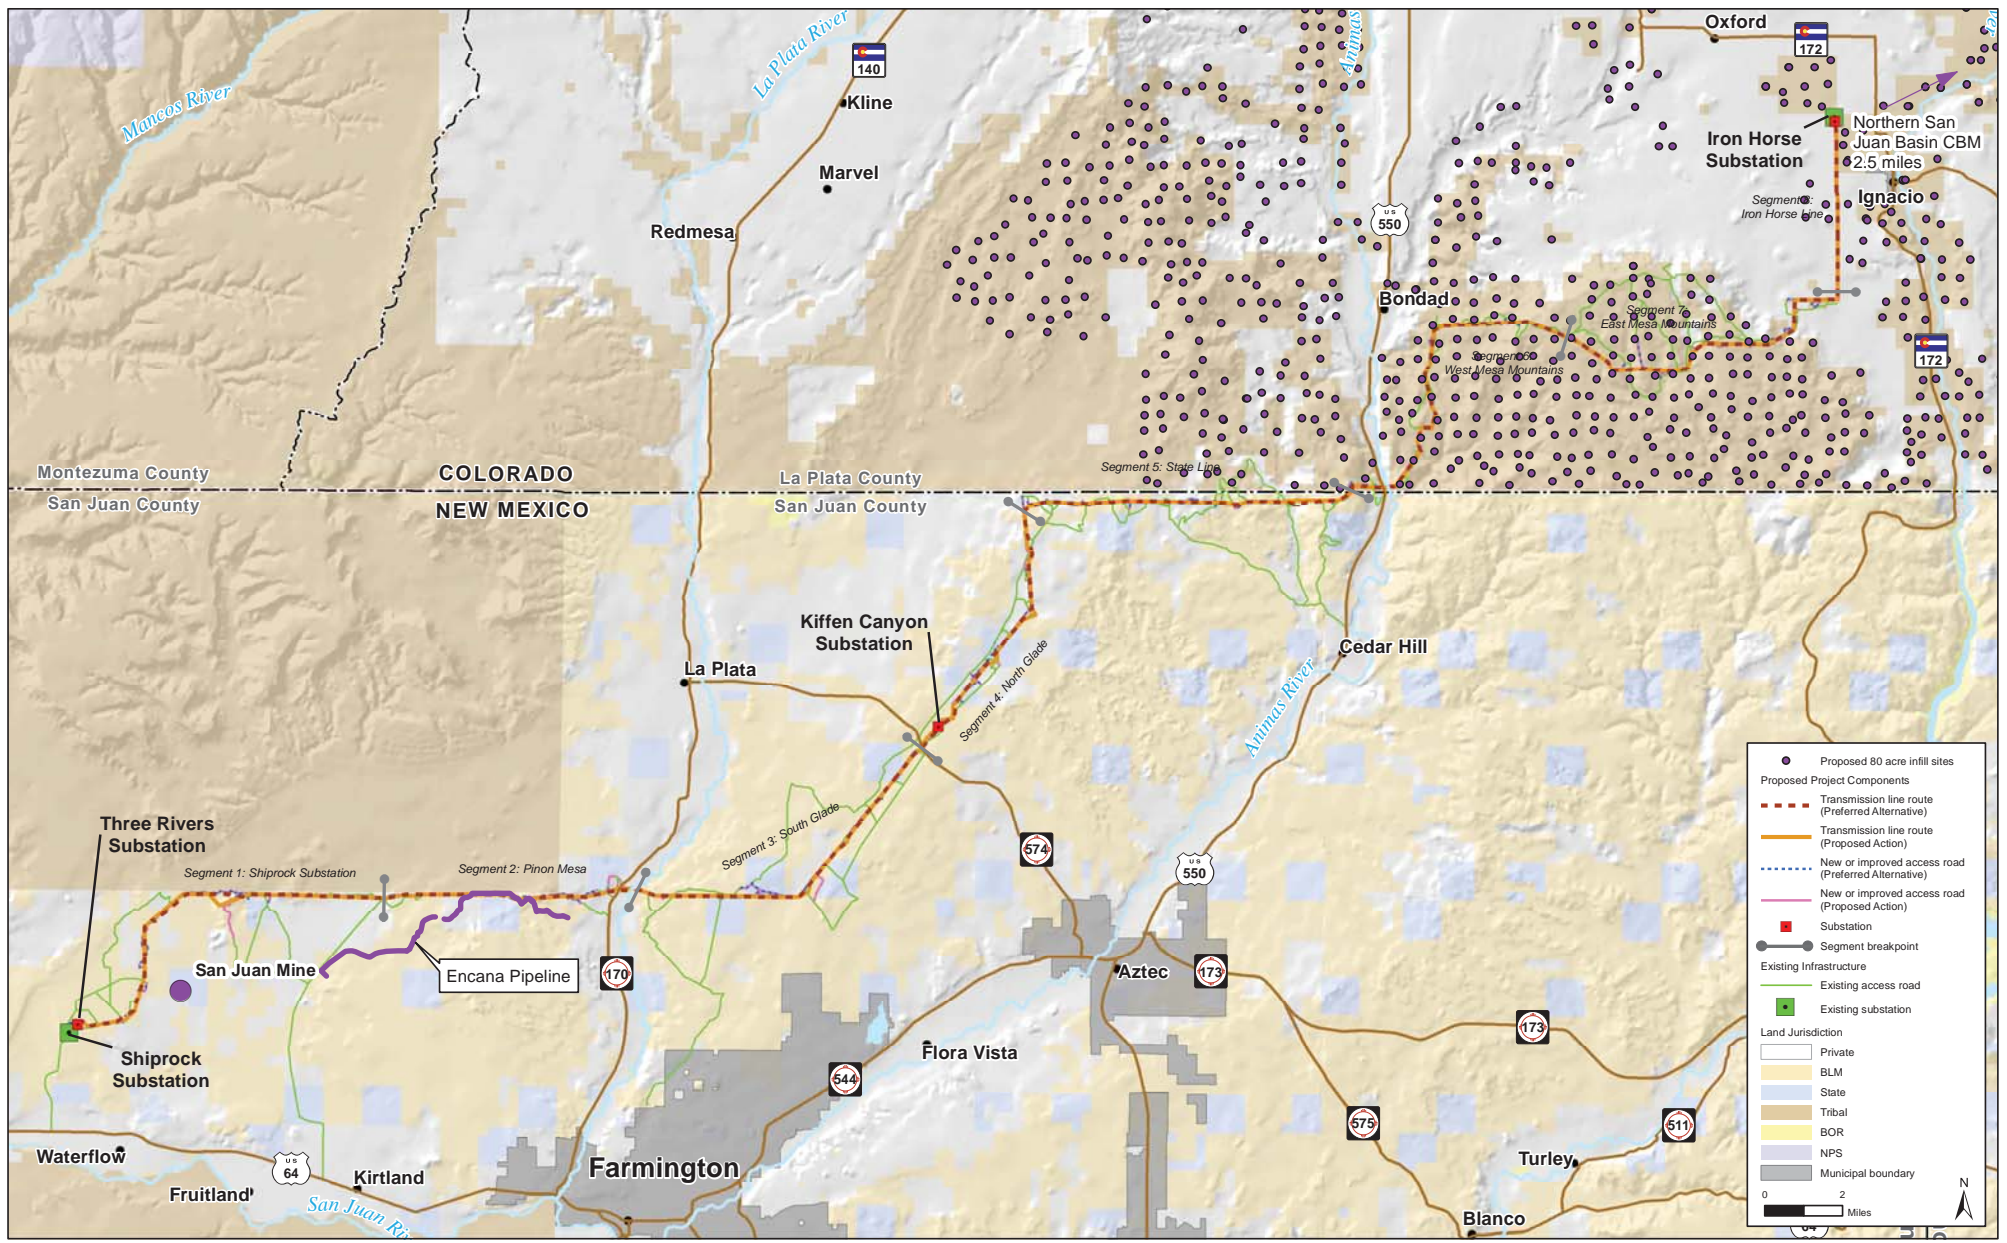 Oxford
172
140
Mancos River
La Plata River
Animas
Kline
Marvel
Redmesa
Iron Horse
Substation
Northern San
Juan Basin CBM
2.5 miles
Ignacio
Segment 8:
Iron Horse Line
US
550
Bondad
Segment 7:
East Mesa Mountains
Segment 6:
West Mesa Mountains
172
Montezuma County
San Juan County
COLORADO
NEW MEXICO
La Plata County
San Juan County
Segment 5: State Line
Kiffen Canyon
Substation
La Plata
Segment 4: North Glade
Cedar Hill
Animas River
Three Rivers
Substation
Segment 1: Shiprock Substation
Segment 2: Pinon Mesa
Segment 3: South Glade
574
US
550
San Juan Mine
Encana Pipeline
170
Aztec
173
Shiprock
Substation
Flora Vista
544
173
575
511
Waterflow
US
64
Kirtland
Fruitland
San Juan Ri
Farmington
Turley
Blanco
Proposed 80 acre infill sites
Proposed Project Components
Transmission line route
(Preferred Alternative)
Transmission line route
(Proposed Action)
New or improved access road
(Preferred Alternative)
New or improved access road
(Proposed Action)
Substation
Segment breakpoint
Existing Infrastructure
Existing access road
Existing substation
Land Jurisdiction
Private
BLM
State
Tribal
BOR
NPS
Municipal boundary
0 2
Miles
N